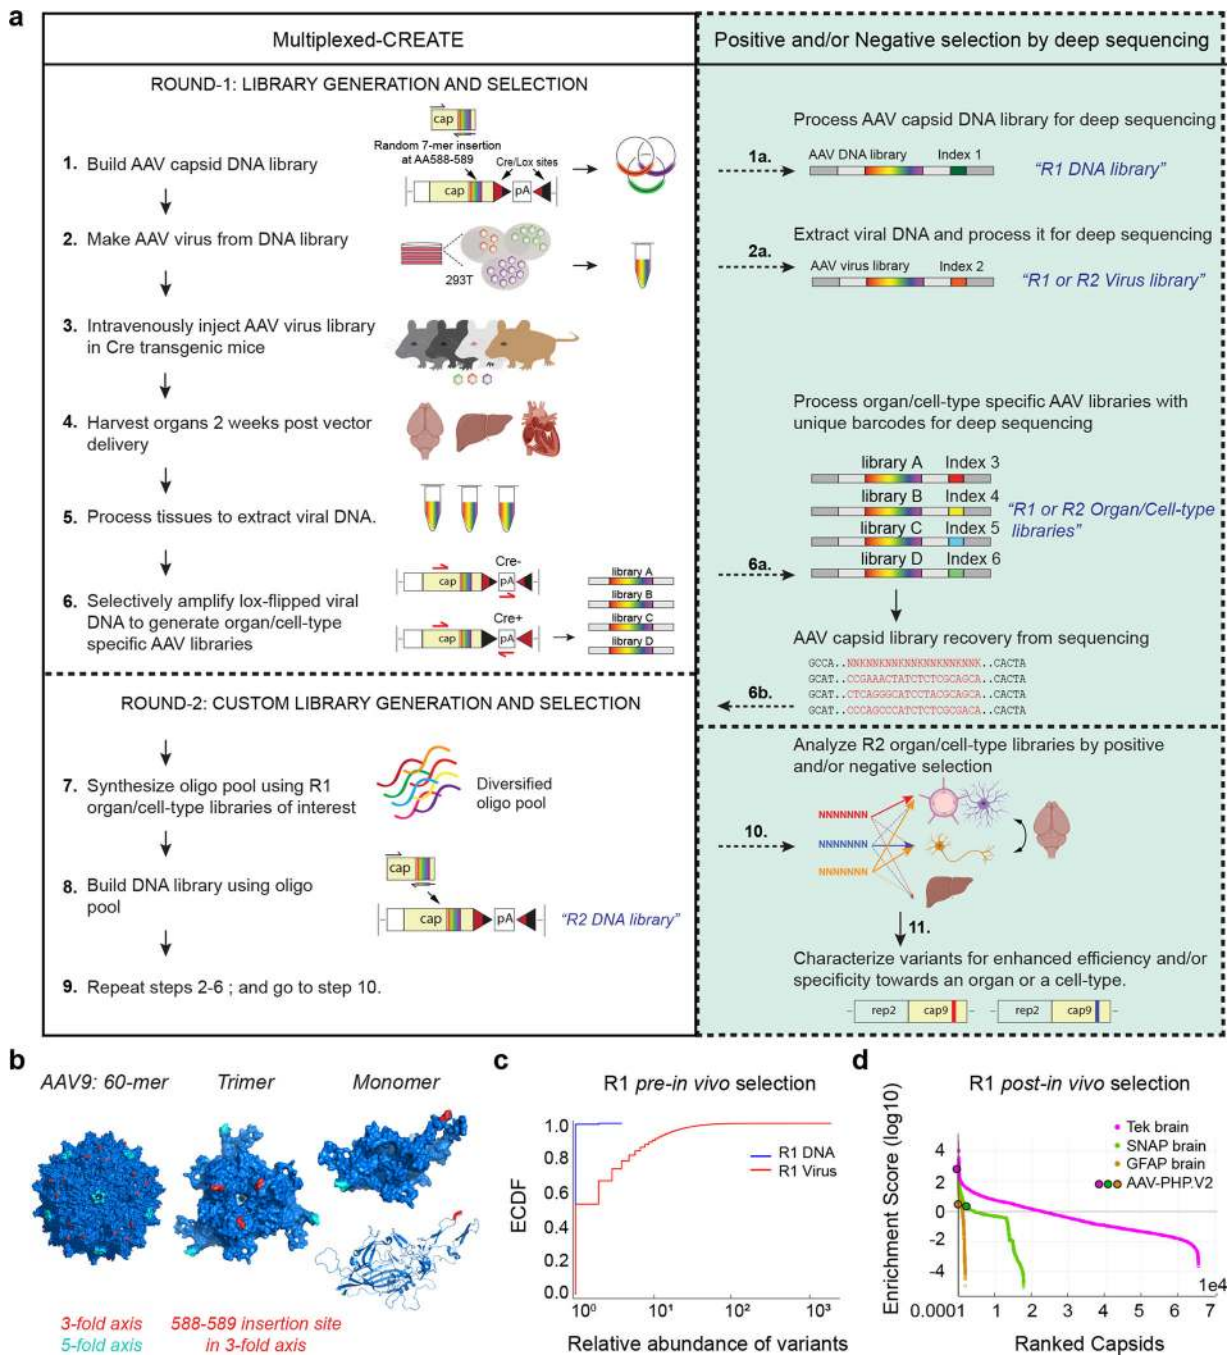 a
Multiplexed-CREATE
Positive and/or Negative selection by deep sequencing
ROUND-1: LIBRARY GENERATION AND SELECTION
cap
Random 7-mer insertion
at AA588-589
Cre/Lox sites
1. Build AAV capsid DNA library
cap
pA
2. Make AAV virus from DNA library
293T
3. Intravenously inject AAV virus library
in Cre transgenic mice
4. Harvest organs 2 weeks post vector
delivery
5. Process tissues to extract viral DNA.
6. Selectively amplify lox-flipped viral
DNA to generate organ/cell-type
specific AAV libraries
Cre-
cap
pA
Cre+
cap
pA
library A
library B
library C
library D
ROUND-2: CUSTOM LIBRARY GENERATION AND SELECTION
7. Synthesize oligo pool using R1
organ/cell-type libraries of interest
Diversified
oligo pool
8. Build DNA library using oligo
pool
cap
cap
pA
"R2 DNA library"
9. Repeat steps 2-6 ; and go to step 10.
Process AAV capsid DNA library for deep sequencing
1a.
AAV DNA library
Index 1
"R1 DNA library"
Extract viral DNA and process it for deep sequencing
2a.
AAV virus library
Index 2
"R1 or R2 Virus library"
Process organ/cell-type specific AAV libraries with
unique barcodes for deep sequencing
library A
Index 3
library B
Index 4
library C
Index 5
library D
Index 6
"R1 or R2 Organ/Cell-type
libraries"
6a.
AAV capsid library recovery from sequencing
GCCA..NNKNNKNNKNNKNNKNNKNNK..CACTA
GCAT..CCGAAACTATCTCTCGCAGCA..CACTA
GCAT..CTCAGGGCATCCTACGCAGCA..CACTA
GCAT..CCCAGCCCATCTCTCGCGACA..CACTA
6b.
Analyze R2 organ/cell-type libraries by positive
and/or negative selection
10.
NNNNNNN
NNNNNNN
NNNNNNN
11.
Characterize variants for enhanced efficiency and/or
specificity towards an organ or a cell-type.
rep2
cap9
rep2
cap9
b
AAV9: 60-mer
Trimer
Monomer
3-fold axis
5-fold axis
588-589 insertion site
in 3-fold axis
c
R1 pre-in vivo selection
ECDF
1.0
0.8
0.6
0.4
0.2
0.0
R1 DNA
R1 Virus
10⁰
10¹
10²
10³
Relative abundance of variants
d
R1 post-in vivo selection
Enrichment Score (log10)
4
2
0
-2
-4
Tek brain
SNAP brain
GFAP brain
AAV-PHP.V2
1e4
0.0001
1
2
3
4
5
6
7
Ranked Capsids